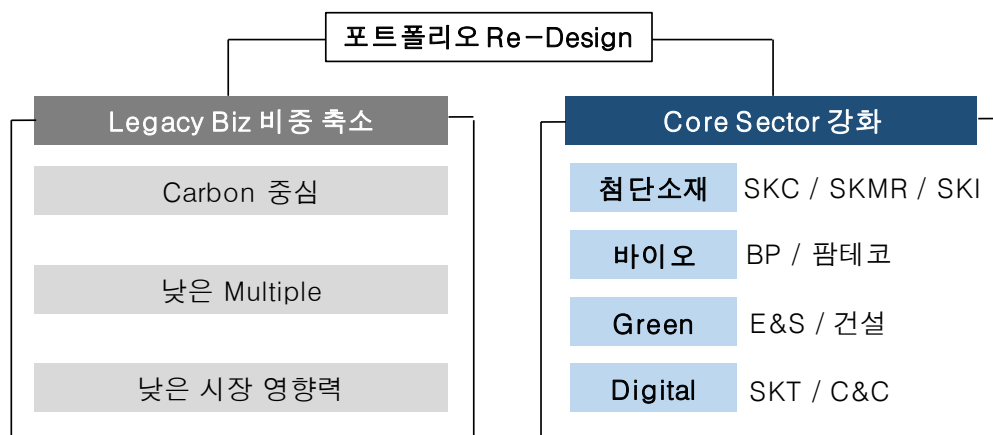 포트폴리오 Re-Design
Legacy Biz 비중 축소
Carbon 중심
낮은 Multiple
낮은 시장 영향력
Core Sector 강화
첨단소재 SKC / SKMR / SKI
바이오 BP / 팜테코
Green E&S / 건설
Digital SKT / C&C